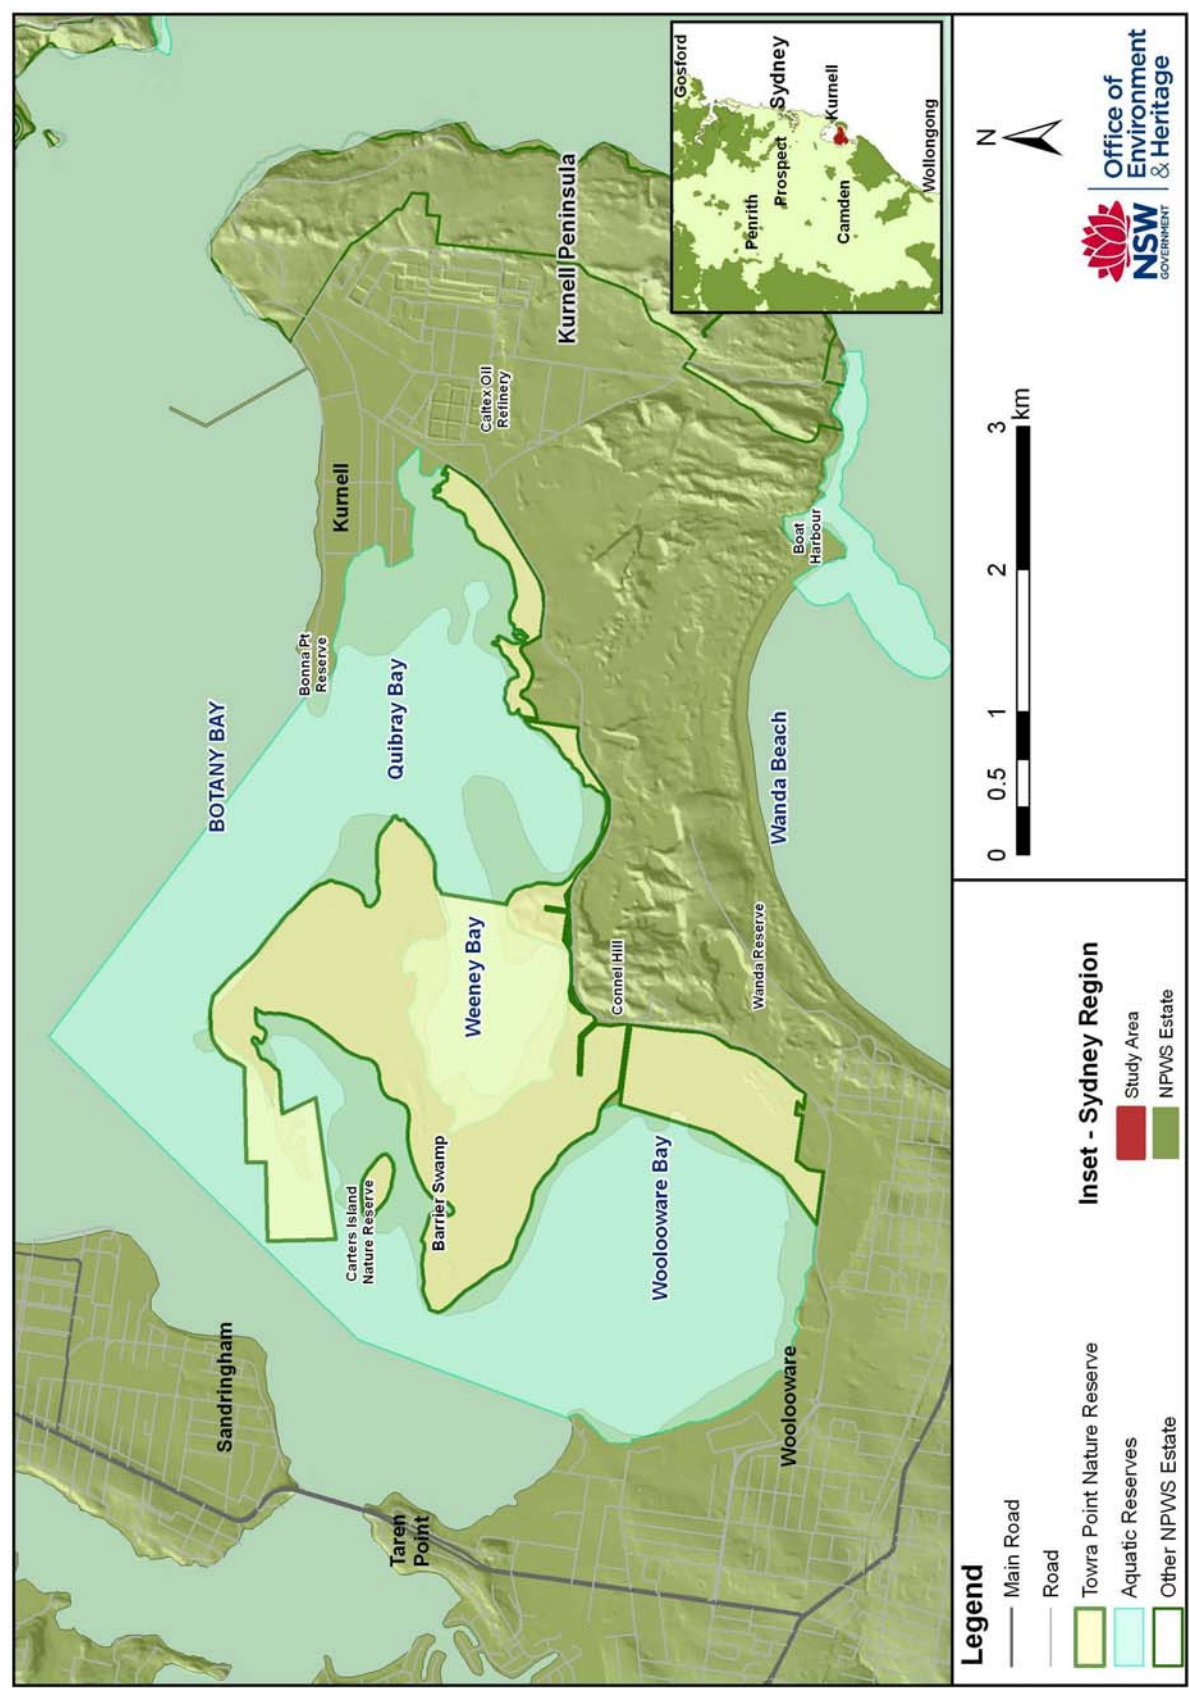 BOTANY BAY
Sandringham
Taren
Point
Carters Island
Nature Reserve
Barrier Swamp
Weeney Bay
Quibray Bay
Bonna Pt
Reserve
Kurnell
Caltex Oil
Refinery
Kurnell Peninsula
Woolooware Bay
Woolooware
Connel Hill
Wanda Reserve
Wanda Beach
Boat
Harbour
Gosford
Sydney
Prospect
Penrith
Kurnell
Camden
Wollongong
Legend
Main Road
Road
Towra Point Nature Reserve
Aquatic Reserves
Other NPWS Estate
Inset - Sydney Region
Study Area
NPWS Estate
0 0.5 1 2 3
km
N
NSW
GOVERNMENT
Office of
Environment
& Heritage